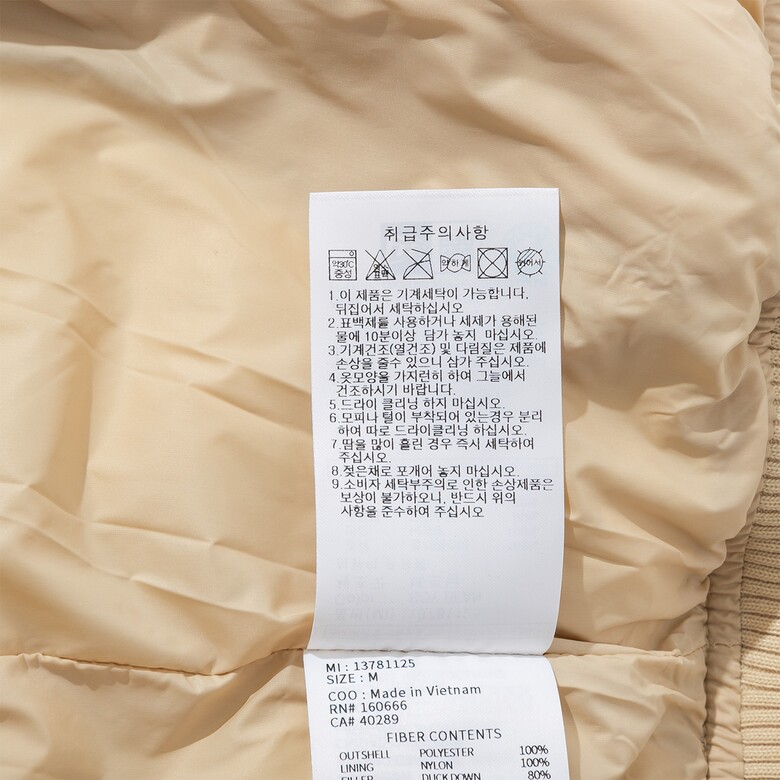 취급주의사항
약30℃
중성
염소
표백
약하게
드라이
1.이 제품은 기계세탁이 가능합니다,
뒤집어서 세탁하십시오
2.표백제를 사용하거나 세제가 용해된
물에 10분이상 담가 놓지 마십시오.
3.기계건조(열건조) 및 다림질은 제품에
손상을 줄수 있으니 삼가 주십시오.
4.옷모양을 가지런히 하여 그늘에서
건조하시기 바랍니다.
5.드라이 클리닝 하지 마십시오.
6.모피나 털이 부착되어 있는경우 분리
하여 따로 드라이클리닝 하십시오.
7.땀을 많이 흘린 경우 즉시 세탁하여
주십시오.
8.젖은채로 포개어 놓지 마십시오.
9.소비자 세탁부주의로 인한 손상제품은
보상이 불가하오니, 반드시 위의
사항을 준수하여 주십시오
MI : 13781125
SIZE : M
COO : Made in Vietnam
RN# 160666
CA# 40289
FIBER CONTENTS
OUTSHELL POLYESTER 100%
LINING NYLON 100%
FILLER DUCK DOWN 80%